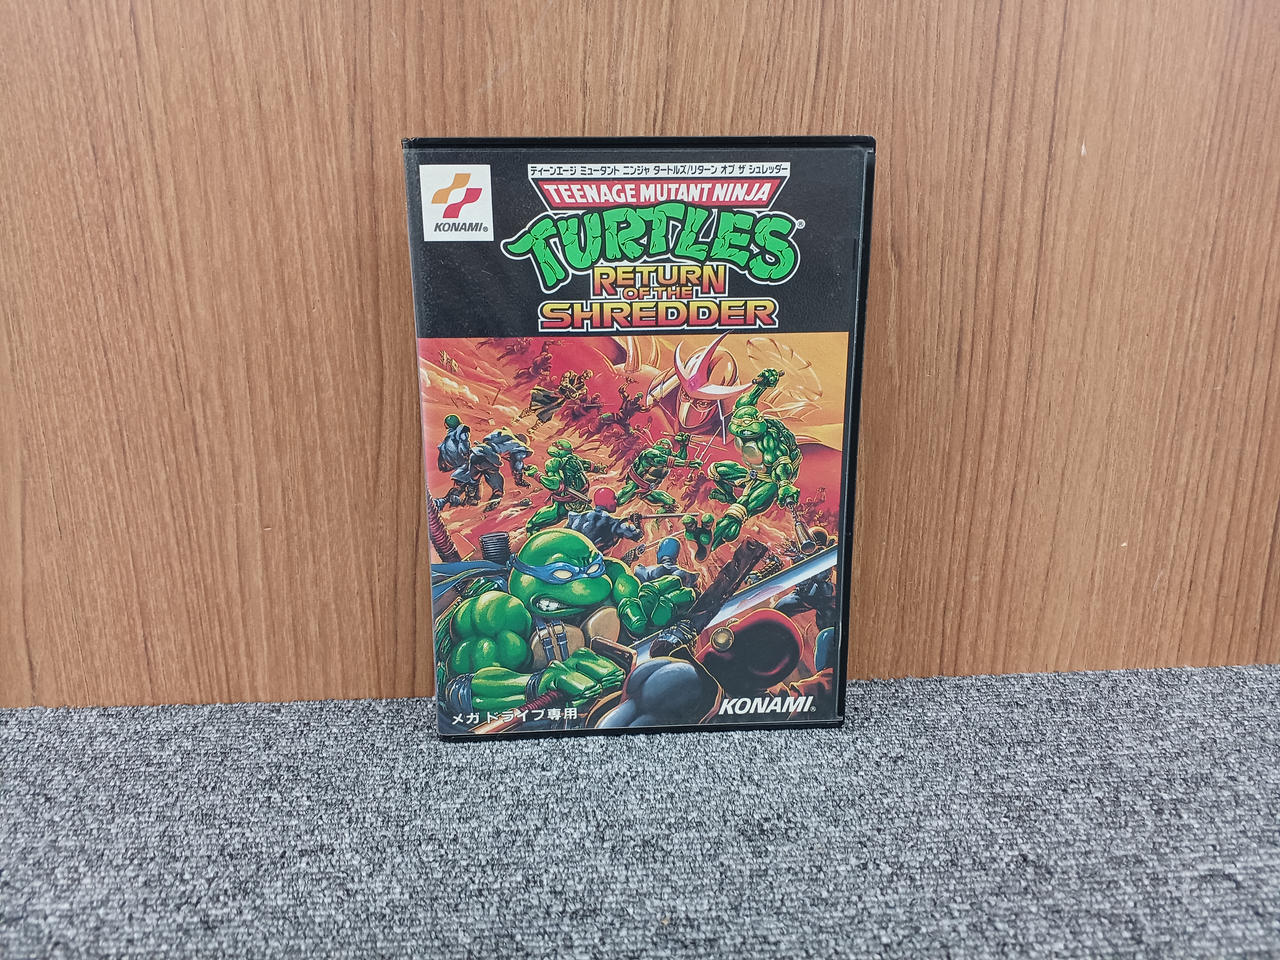 KONAMI®
ティーンエージ ミュータント ニンジャ タートルズ/リターン オブ ザ シュレッダー
TEENAGE MUTANT NINJA
TURTLES®
RETURN
OF THE
SHREDDER
メガドライブ専用
KONAMI®